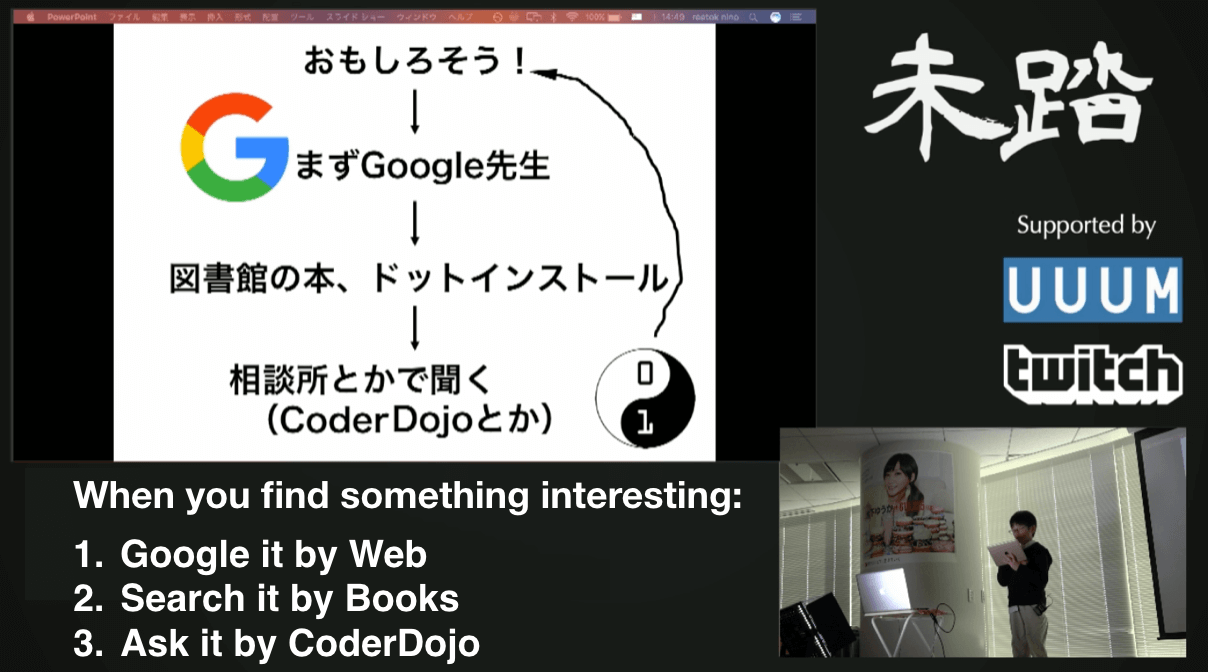 PowerPoint ファイル 編集 表示 挿入 形式 配置 ツール スライド ショー ウィンドウ ヘルプ 100% 14:49
おもしろそう！
まずGoogle先生
図書館の本、ドットインストール
相談所とかで聞く
（CoderDojoとか）
0
1
未踏
Supported by
UUUM
twitch
When you find something interesting:
1. Google it by Web
2. Search it by Books
3. Ask it by CoderDojo